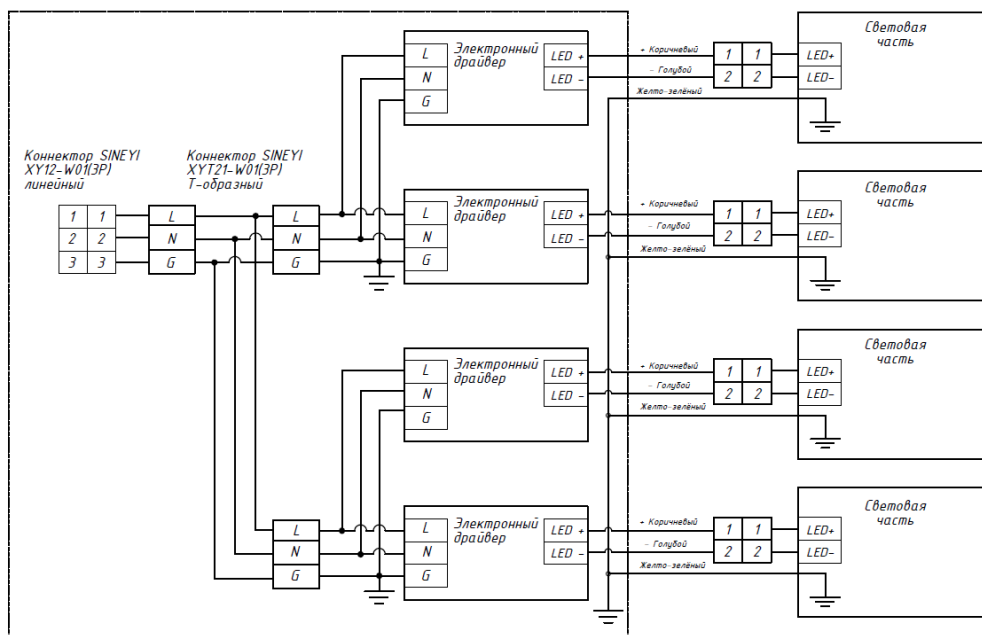 Коннектор SINEYI
XY12-W01(3P)
линейный
1 1
2 2
3 3
Коннектор SINEYI
XYT21-W01(3P)
Т-образный
L
N
G
L
N
G
L
N
G
Электронный
драйвер
L
N
G
LED +
LED -
+ Коричневый
- Голубой
Желто-зелёный
1 1
2 2
Световая
часть
LED+
LED-
Электронный
драйвер
L
N
G
LED +
LED -
+ Коричневый
- Голубой
Желто-зелёный
1 1
2 2
Световая
часть
LED+
LED-
Электронный
драйвер
L
N
G
LED +
LED -
+ Коричневый
- Голубой
Желто-зелёный
1 1
2 2
Световая
часть
LED+
LED-
Электронный
драйвер
L
N
G
LED +
LED -
+ Коричневый
- Голубой
Желто-зелёный
1 1
2 2
Световая
часть
LED+
LED-